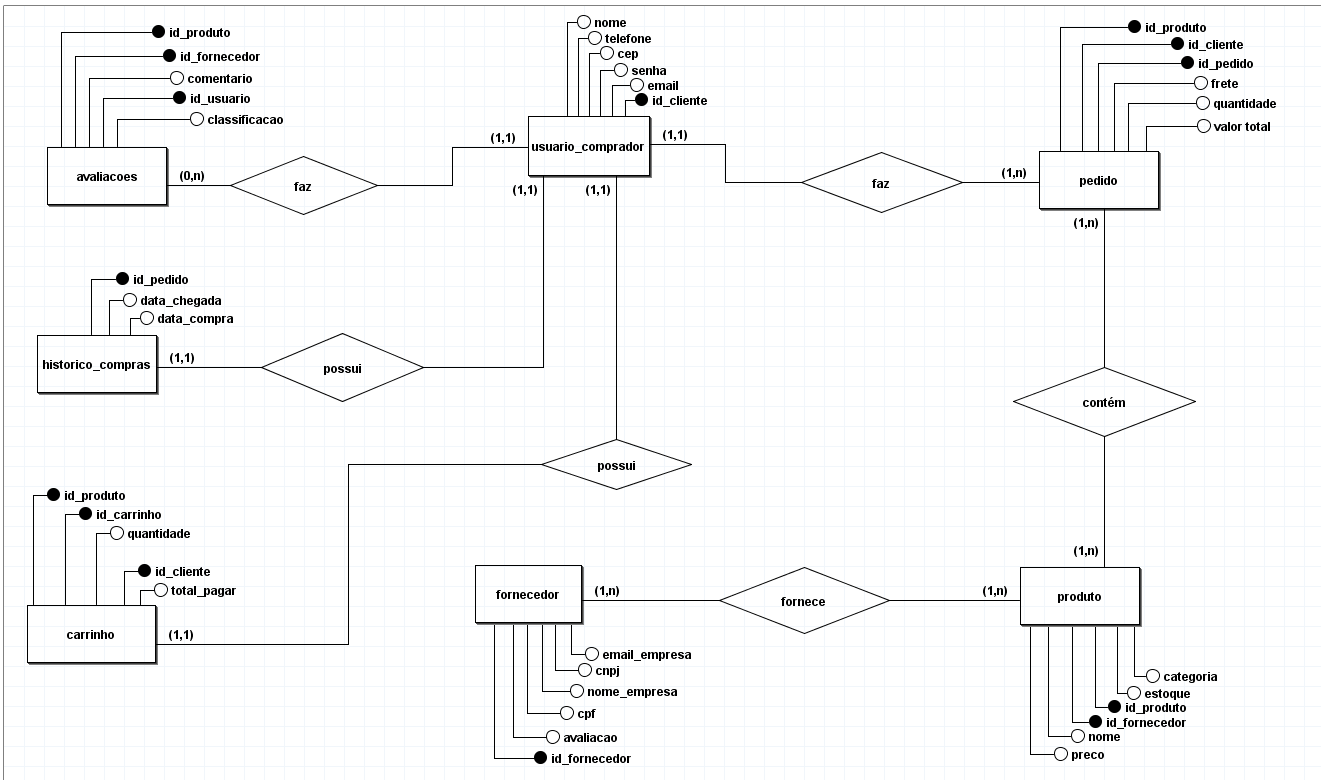 id_produto
id_fornecedor
comentario
id_usuario
classificacao
avaliacoes
(0,n)
faz
(1,1)
nome
telefone
cep
senha
email
id_cliente
usuario_comprador
(1,1)
(1,1)
(1,1)
faz
(1,n)
id_produto
id_cliente
id_pedido
frete
quantidade
valor total
pedido
(1,n)
id_pedido
data_chegada
data_compra
historico_compras
(1,1)
possui
contém
possui
id_produto
id_carrinho
quantidade
id_cliente
total_pagar
carrinho
(1,1)
fornecedor
(1,n)
fornece
(1,n)
(1,n)
produto
email_empresa
cnpj
nome_empresa
cpf
avaliacao
id_fornecedor
categoria
estoque
id_produto
id_fornecedor
nome
preco